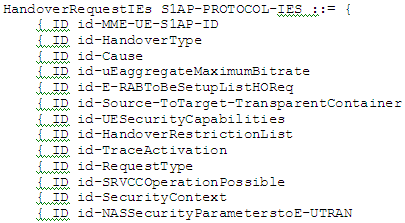 HandoverRequestIEs S1AP-PROTOCOL-IES ::= {
{ ID id-MME-UE-S1AP-ID
{ ID id-HandoverType
{ ID id-Cause
{ ID id-uEaggregateMaximumBitrate
{ ID id-E-RABToBeSetupListHOReq
{ ID id-Source-ToTarget-TransparentContainer
{ ID id-UESecurityCapabilities
{ ID id-HandoverRestrictionList
{ ID id-TraceActivation
{ ID id-RequestType
{ ID id-SRVCCOperationPossible
{ ID id-SecurityContext
{ ID id-NASSecurityParameterstoE-UTRAN